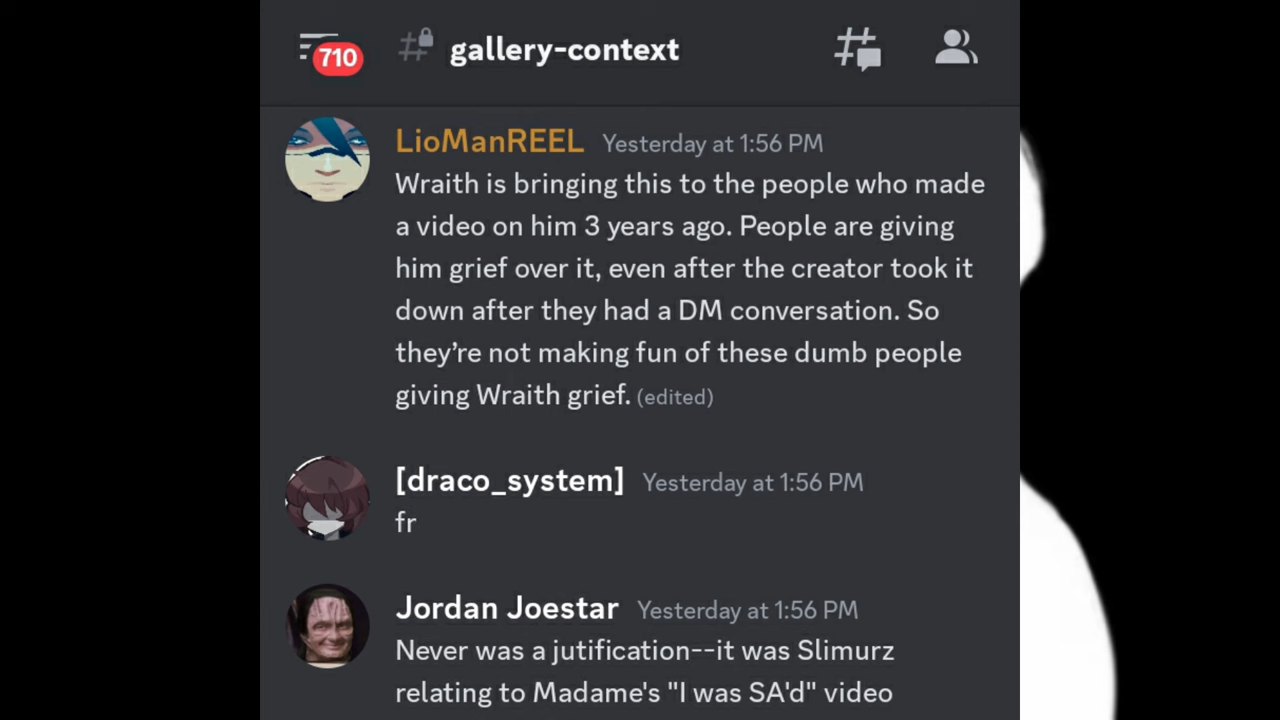 710
gallery-context
LioManREEL Yesterday at 1:56 PM
Wraith is bringing this to the people who made
a video on him 3 years ago. People are giving
him grief over it, even after the creator took it
down after they had a DM conversation. So
they’re not making fun of these dumb people
giving Wraith grief. (edited)
[draco_system] Yesterday at 1:56 PM
fr
Jordan Joestar Yesterday at 1:56 PM
Never was a jutification--it was Slimurz
relating to Madame's "I was SA'd" video